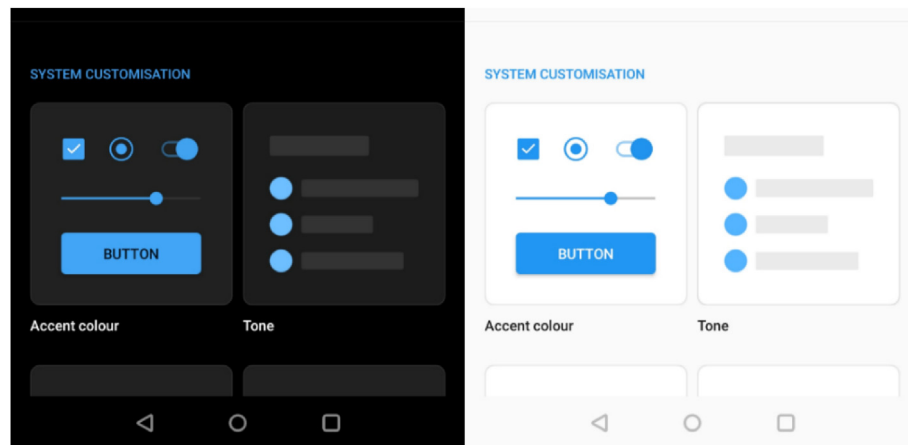 SYSTEM CUSTOMISATION
BUTTON
Accent colour
Tone
SYSTEM CUSTOMISATION
BUTTON
Accent colour
Tone